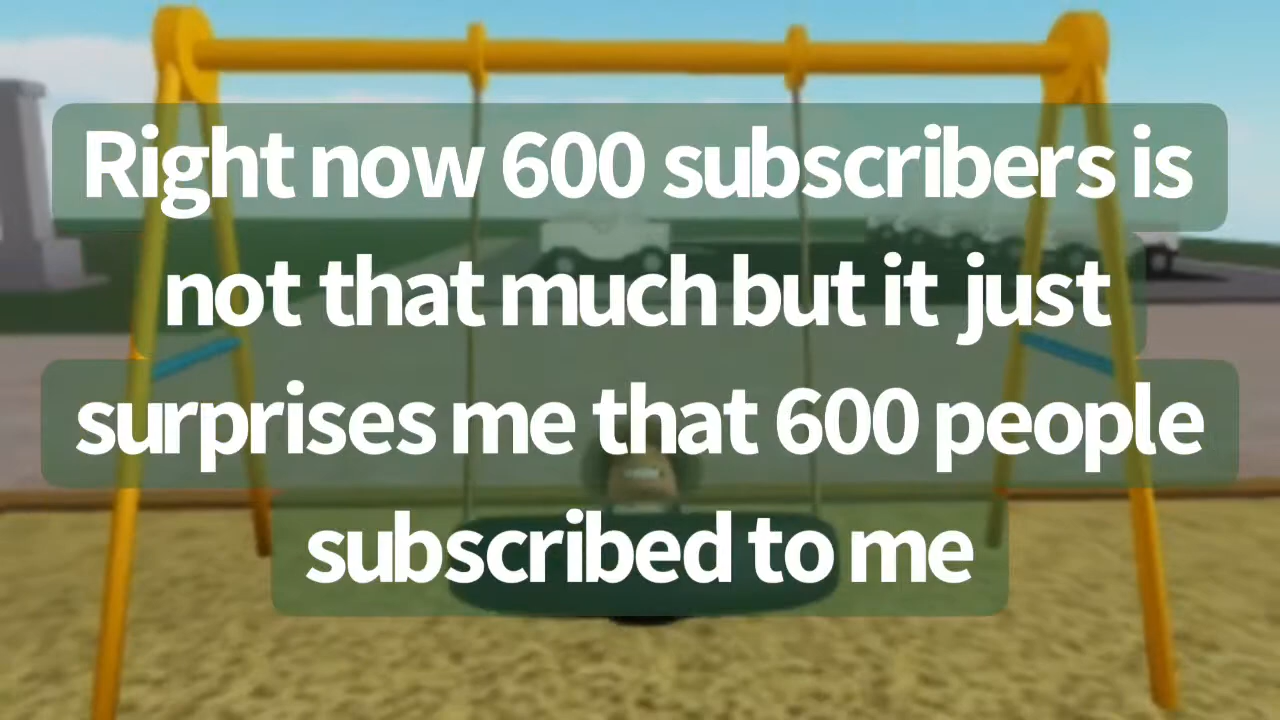 Right now 600 subscribers is
not that much but it just
surprises me that 600 people
subscribed to me